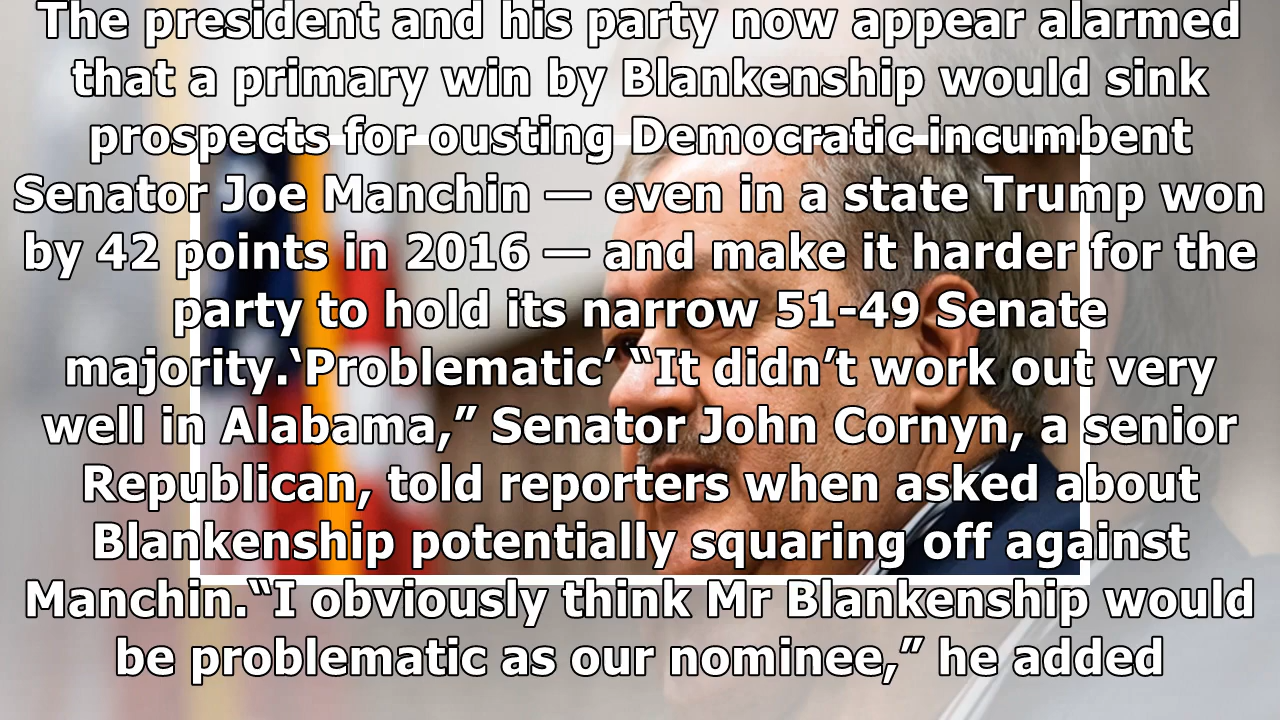 The president and his party now appear alarmed
that a primary win by Blankenship would sink
prospects for ousting Democratic incumbent
Senator Joe Manchin — even in a state Trump won
by 42 points in 2016 — and make it harder for the
party to hold its narrow 51-49 Senate
majority.‘Problematic’ “It didn’t work out very
well in Alabama,” Senator John Cornyn, a senior
Republican, told reporters when asked about
Blankenship potentially squaring off against
Manchin.“I obviously think Mr Blankenship would
be problematic as our nominee,” he added